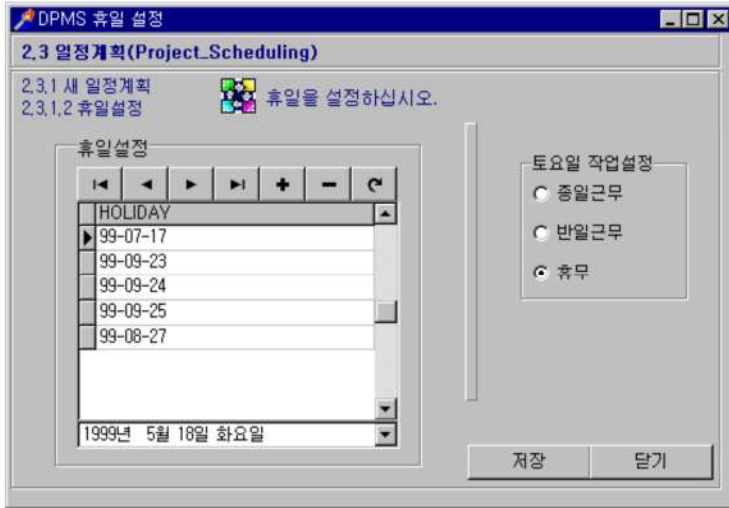 DPMS 휴일 설정
2.3 일정계획(Project_Scheduling)
2.3.1 새 일정계획
2.3.1.2 휴일설정
휴일을 설정하십시오.
휴일설정
HOLIDAY
99-07-17
99-09-23
99-09-24
99-09-25
99-08-27
1999년 5월 18일 화요일
토요일 작업설정
종일근무
반일근무
휴무
저장
닫기